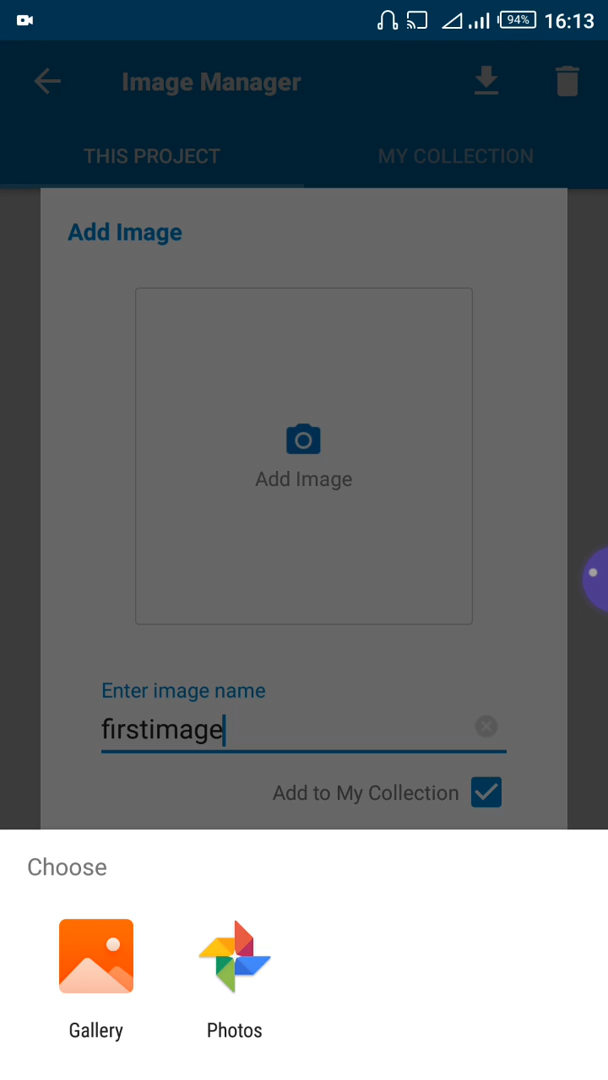 94% 16:13
Image Manager
THIS PROJECT MY COLLECTION
Add Image
Add Image
Enter image name
firstimage
Add to My Collection
Choose
Gallery Photos